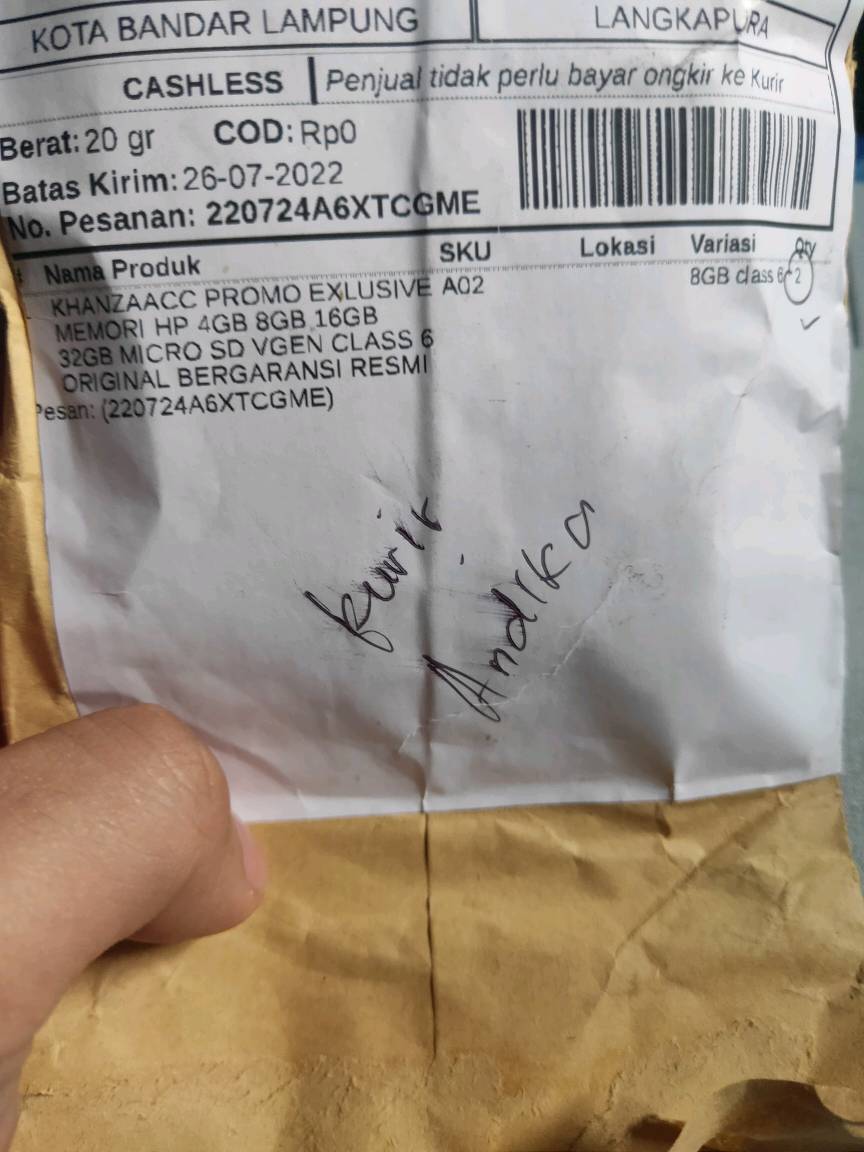 KOTA BANDAR LAMPUNG LANGKAPURA
CASHLESS Penjual tidak perlu bayar ongkir ke Kurir
Berat: 20 gr COD: Rp0
Batas Kirim: 26-07-2022
No. Pesanan: 220724A6XTCGME
# Nama Produk SKU Lokasi Variasi Qty
KHANZAACC PROMO EXLUSIVE A02 8GB class 6 2
MEMORI HP 4GB 8GB 16GB
32GB MICRO SD VGEN CLASS 6
ORIGINAL BERGARANSI RESMI
Pesan: (220724A6XTCGME)
kurir
Andika